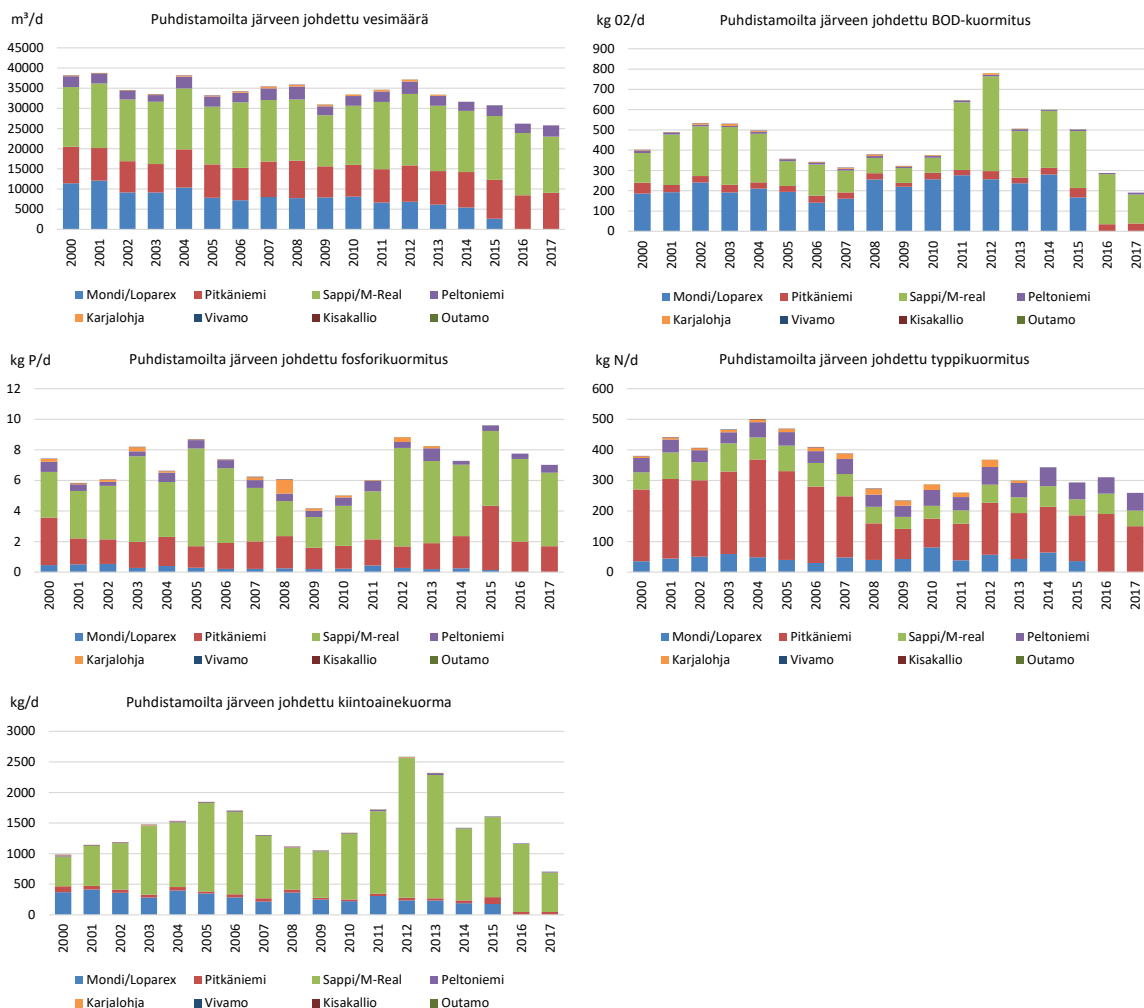 m³/d
Puhdistamoilta järveen johdettu vesimäärä
45000
40000
35000
30000
25000
20000
15000
10000
5000
0
2000 2001 2002 2003 2004 2005 2006 2007 2008 2009 2010 2011 2012 2013 2014 2015 2016 2017
Mondi/Loparex Pitkäniemi Sappi/M-Real Peltoniemi
Karjalohja Vivamo Kisakallio Outamo
kg 02/d
Puhdistamoilta järveen johdettu BOD-kuormitus
900
800
700
600
500
400
300
200
100
0
2000 2001 2002 2003 2004 2005 2006 2007 2008 2009 2010 2011 2012 2013 2014 2015 2016 2017
Mondi/Loparex Pitkäniemi Sappi/M-real Peltoniemi
Karjalohja Vivamo Kisakallio Outamo
kg P/d
Puhdistamoilta järveen johdettu fosforikuormitus
12
10
8
6
4
2
0
2000 2001 2002 2003 2004 2005 2006 2007 2008 2009 2010 2011 2012 2013 2014 2015 2016 2017
Mondi/Loparex Pitkäniemi Sappi/M-real Peltoniemi
Karjalohja Vivamo Kisakallio Outamo
kg N/d
Puhdistamoilta järveen johdettu typpikuormitus
600
500
400
300
200
100
0
2000 2001 2002 2003 2004 2005 2006 2007 2008 2009 2010 2011 2012 2013 2014 2015 2016 2017
Mondi/Loparex Pitkäniemi Sappi/M-real Peltoniemi
Karjalohja Vivamo Kisakallio Outamo
kg/d
Puhdistamoilta järveen johdettu kiintoainekuorma
3000
2500
2000
1500
1000
500
0
2000 2001 2002 2003 2004 2005 2006 2007 2008 2009 2010 2011 2012 2013 2014 2015 2016 2017
Mondi/Loparex Pitkäniemi Sappi/M-Real Peltoniemi
Karjalohja Vivamo Kisakallio Outamo